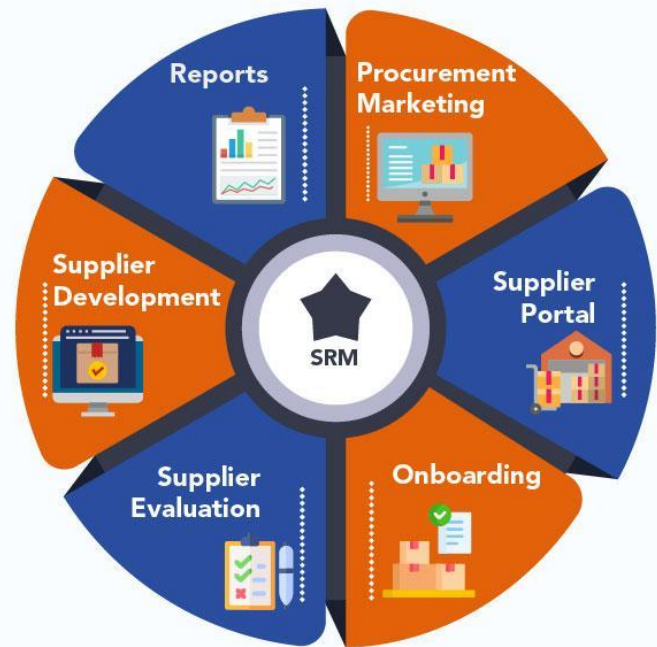 Reports
Procurement
Marketing
Supplier
Portal
Onboarding
Supplier
Evaluation
Supplier
Development
SRM